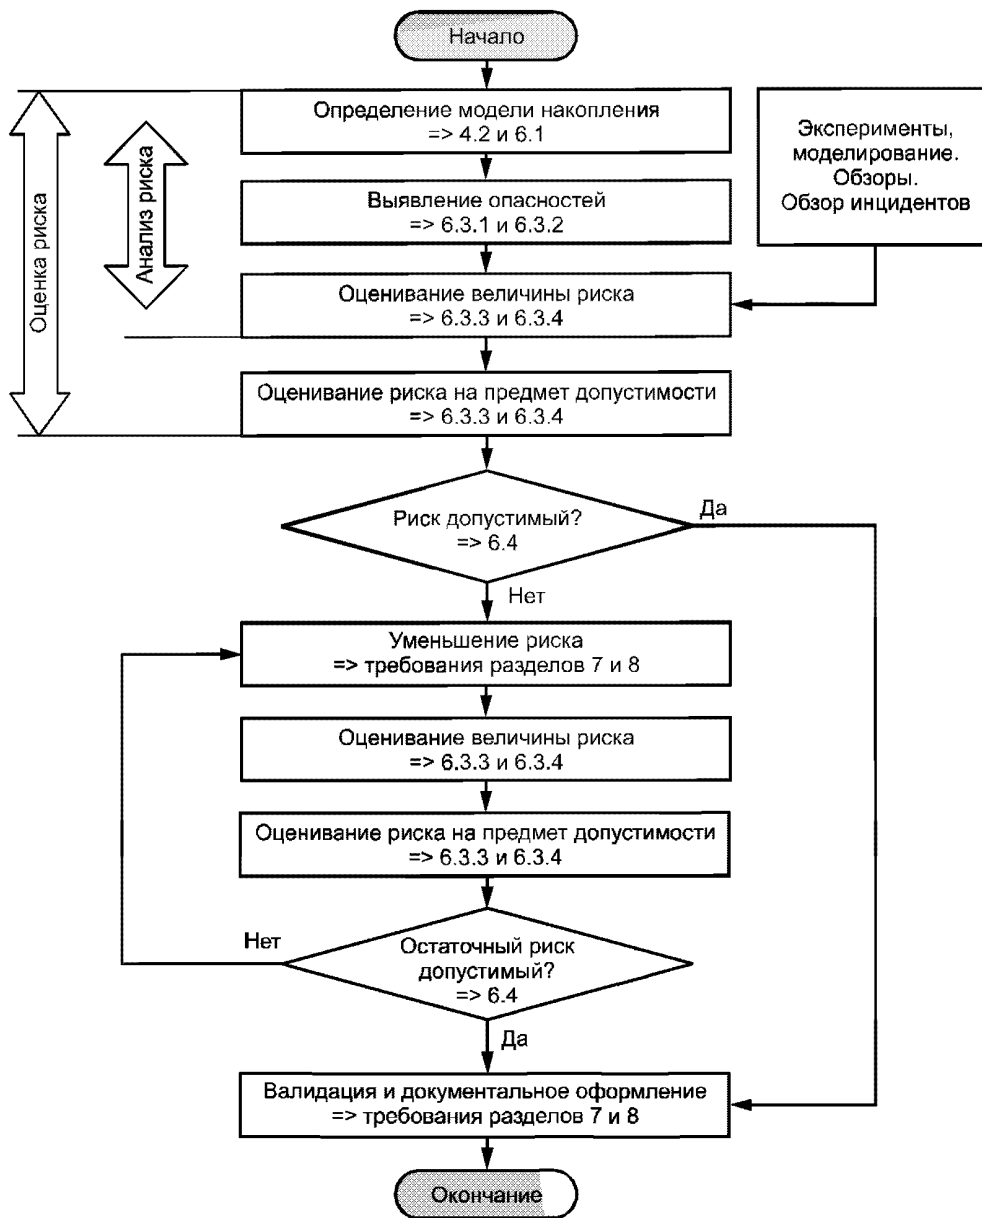 Начало
Определение модели накопления
=> 4.2 и 6.1
Эксперименты,
моделирование.
Обзоры.
Обзор инцидентов
Оценка риска
Анализ риска
Выявление опасностей
=> 6.3.1 и 6.3.2
Оценивание величины риска
=> 6.3.3 и 6.3.4
Оценивание риска на предмет допустимости
=> 6.3.3 и 6.3.4
Риск допустимый?
=> 6.4
Да
Нет
Уменьшение риска
=> требования разделов 7 и 8
Оценивание величины риска
=> 6.3.3 и 6.3.4
Оценивание риска на предмет допустимости
=> 6.3.3 и 6.3.4
Нет
Остаточный риск
допустимый?
=> 6.4
Да
Валидация и документальное оформление
=> требования разделов 7 и 8
Окончание